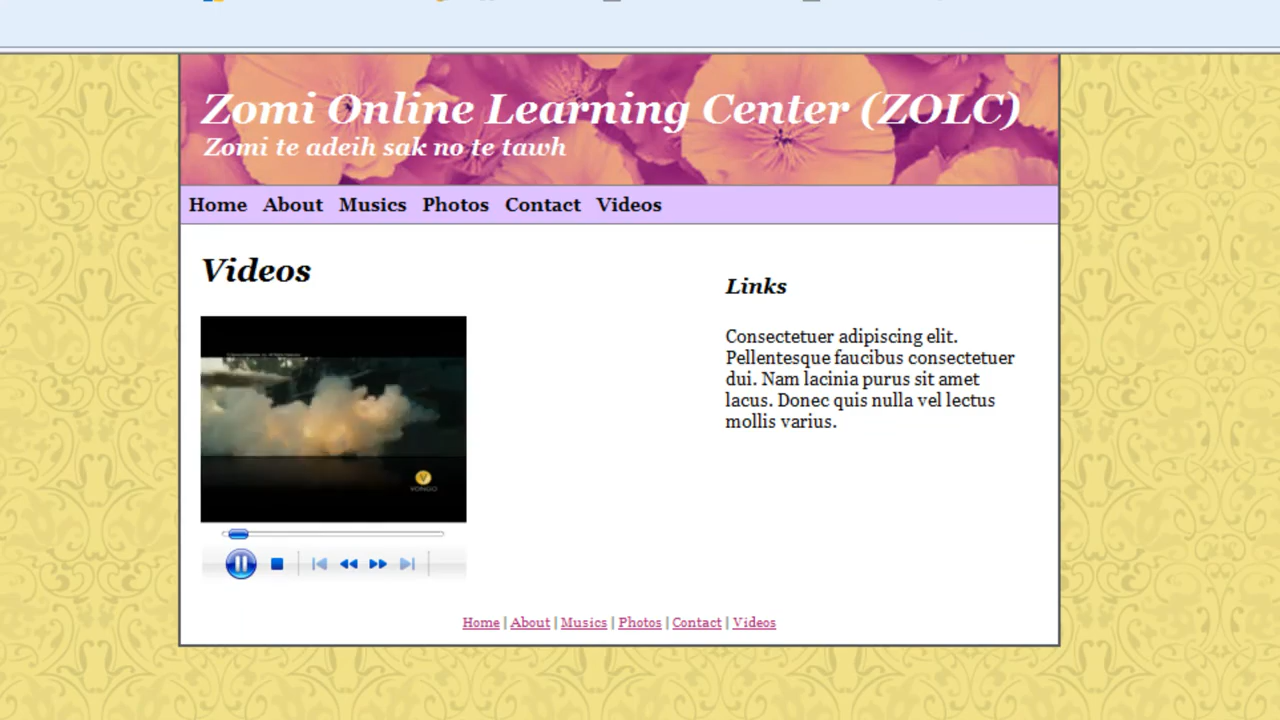 Zomi Online Learning Center (ZOLC)
Zomi te adeih sak no te tawh
Home About Musics Photos Contact Videos
Videos
Links
Consectetuer adipiscing elit.
Pellentesque faucibus consectetuer
dui. Nam lacinia purus sit amet
lacus. Donec quis nulla vel lectus
mollis varius.
V
VONGO
Home | About | Musics | Photos | Contact | Videos